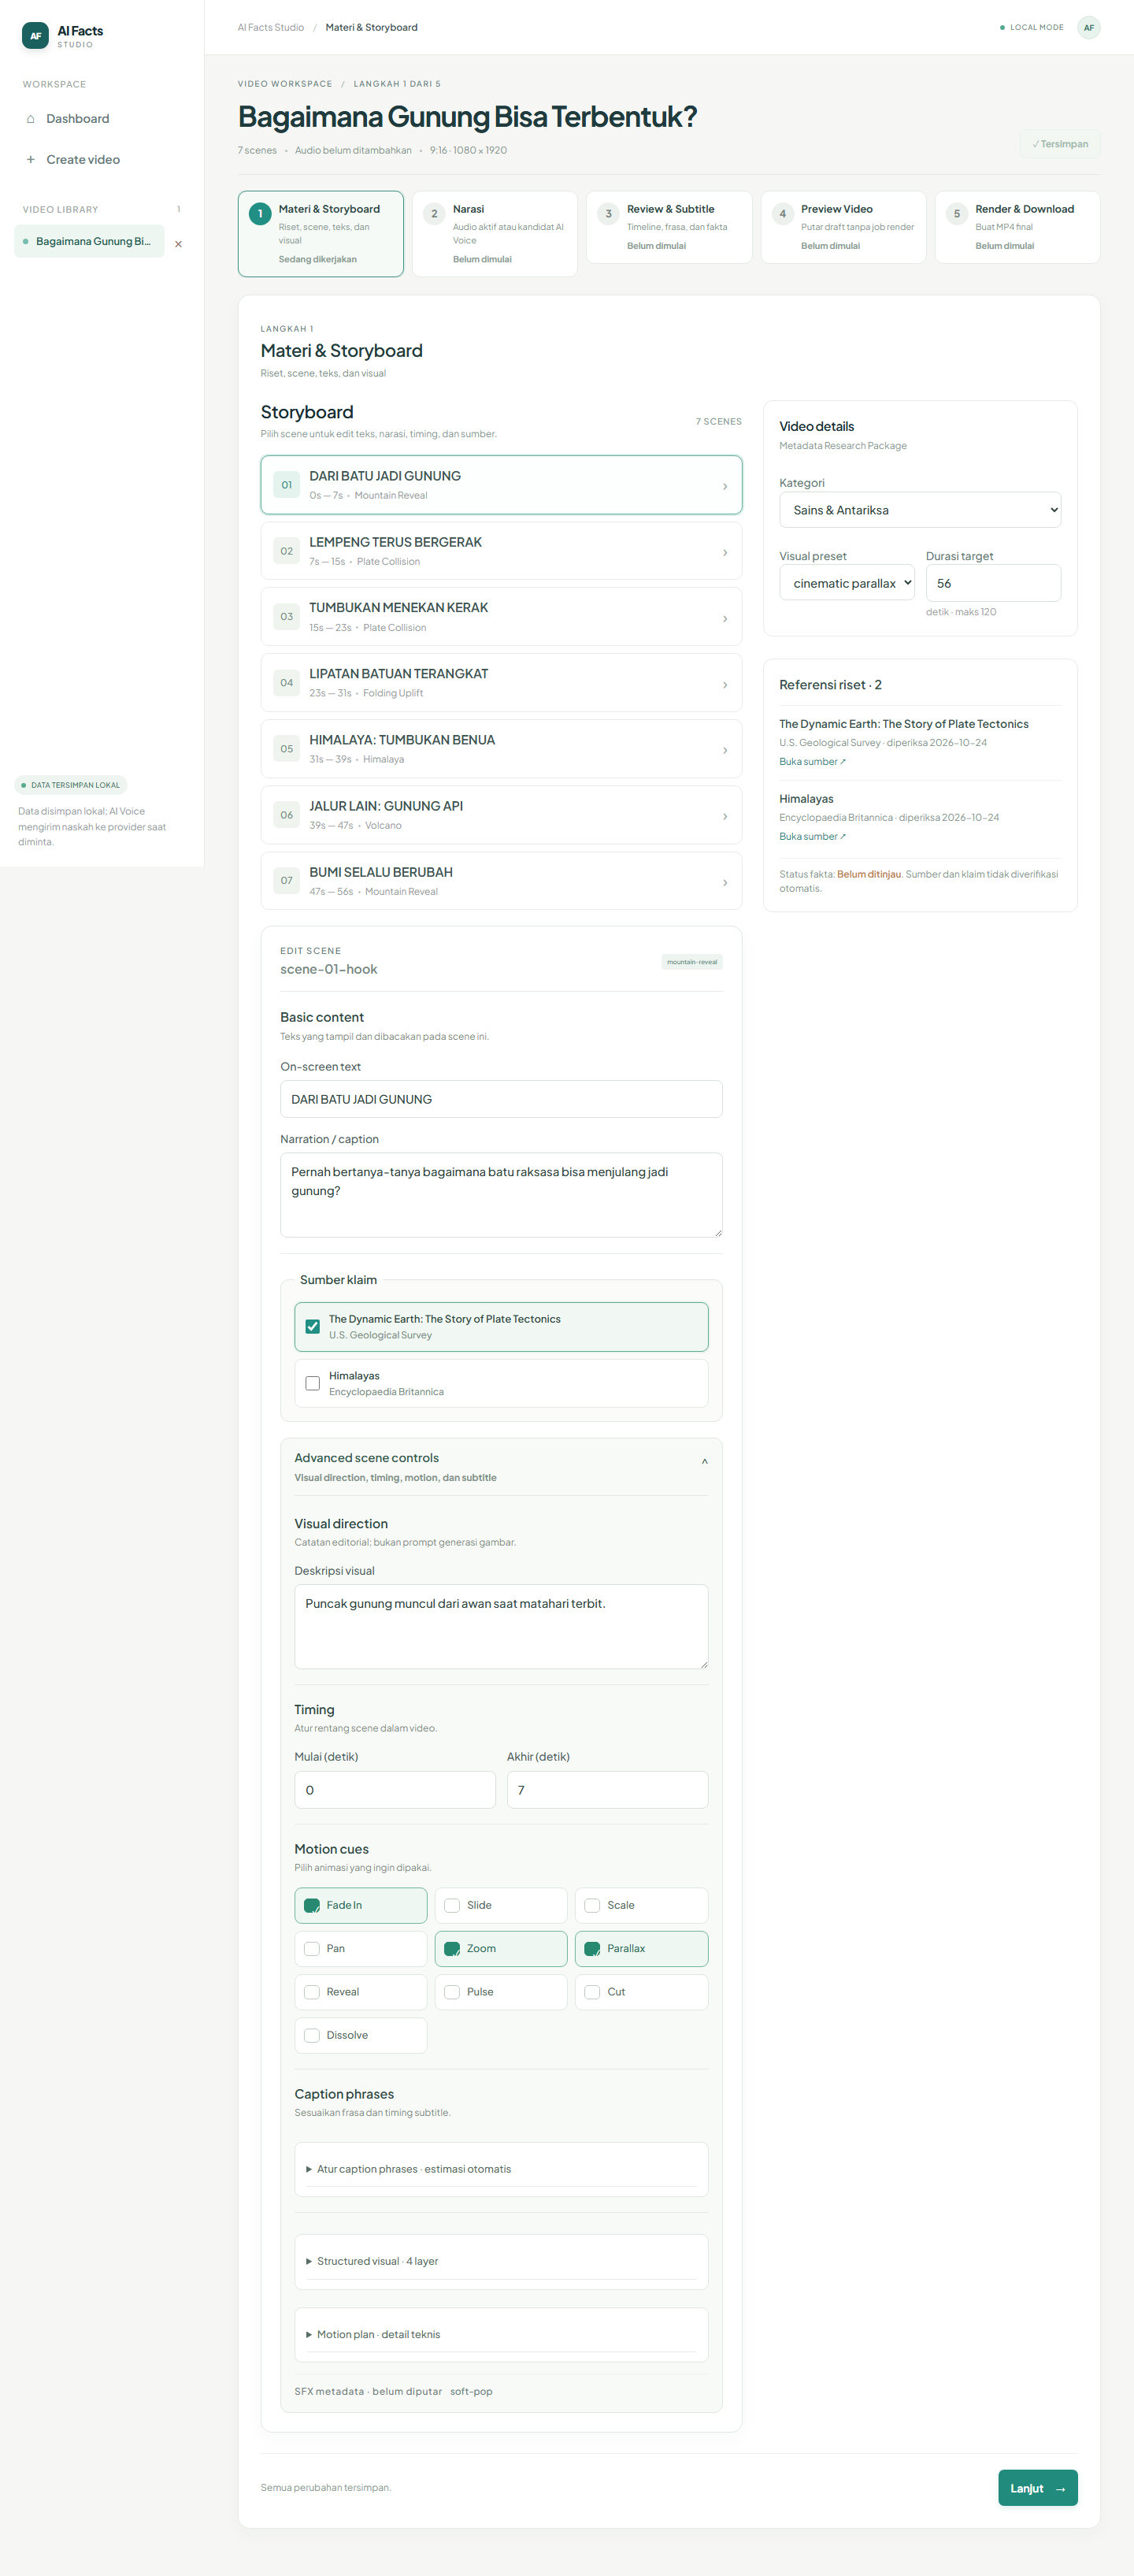 AF
AI Facts
STUDIO
WORKSPACE
⌂ Dashboard
+ Create video
VIDEO LIBRARY 1
Bagaimana Gunung Bi... ×
DATA TERSIMPAN LOKAL
Data disimpan lokal; AI Voice
mengirim naskah ke provider saat
diminta.
AI Facts Studio / Materi & Storyboard
LOCAL MODE AF
VIDEO WORKSPACE / LANGKAH 1 DARI 5
Bagaimana Gunung Bisa Terbentuk?
7 scenes • Audio belum ditambahkan • 9:16 · 1080 × 1920
✓ Tersimpan
1 Materi & Storyboard
Riset, scene, teks, dan
visual
Sedang dikerjakan
2 Narasi
Audio aktif atau kandidat AI
Voice
Belum dimulai
3 Review & Subtitle
Timeline, frasa, dan fakta
Belum dimulai
4 Preview Video
Putar draft tanpa job render
Belum dimulai
5 Render & Download
Buat MP4 final
Belum dimulai
LANGKAH 1
Materi & Storyboard
Riset, scene, teks, dan visual
Storyboard
Pilih scene untuk edit teks, narasi, timing, dan sumber.
7 SCENES
01 DARI BATU JADI GUNUNG
0s — 7s • Mountain Reveal ›
02 LEMPENG TERUS BERGERAK
7s — 15s • Plate Collision ›
03 TUMBUKAN MENEKAN KERAK
15s — 23s • Plate Collision ›
04 LIPATAN BATUAN TERANGKAT
23s — 31s • Folding Uplift ›
05 HIMALAYA: TUMBUKAN BENUA
31s — 39s • Himalaya ›
06 JALUR LAIN: GUNUNG API
39s — 47s • Volcano ›
07 BUMI SELALU BERUBAH
47s — 56s • Mountain Reveal ›
Video details
Metadata Research Package
Kategori
Sains & Antariksa
Visual preset Durasi target
cinematic parallax 56
detik · maks 120
Referensi riset · 2
The Dynamic Earth: The Story of Plate Tectonics
U.S. Geological Survey · diperiksa 2026-10-24
Buka sumber ↗
Himalayas
Encyclopaedia Britannica · diperiksa 2026-10-24
Buka sumber ↗
Status fakta: Belum ditinjau. Sumber dan klaim tidak diverifikasi
otomatis.
EDIT SCENE
scene-01-hook
mountain-reveal
Basic content
Teks yang tampil dan dibacakan pada scene ini.
On-screen text
DARI BATU JADI GUNUNG
Narration / caption
Pernah bertanya-tanya bagaimana batu raksasa bisa menjulang jadi
gunung?
Sumber klaim
The Dynamic Earth: The Story of Plate Tectonics
U.S. Geological Survey
Himalayas
Encyclopaedia Britannica
Advanced scene controls
Visual direction, timing, motion, dan subtitle
Visual direction
Catatan editorial; bukan prompt generasi gambar.
Deskripsi visual
Puncak gunung muncul dari awan saat matahari terbit.
Timing
Atur rentang scene dalam video.
Mulai (detik) Akhir (detik)
0 7
Motion cues
Pilih animasi yang ingin dipakai.
Fade In Slide Scale
Pan Zoom Parallax
Reveal Pulse Cut
Dissolve
Caption phrases
Sesuaikan frasa dan timing subtitle.
▶ Atur caption phrases · estimasi otomatis
▶ Structured visual · 4 layer
▶ Motion plan · detail teknis
SFX metadata · belum diputar soft-pop
Semua perubahan tersimpan.
Lanjut →